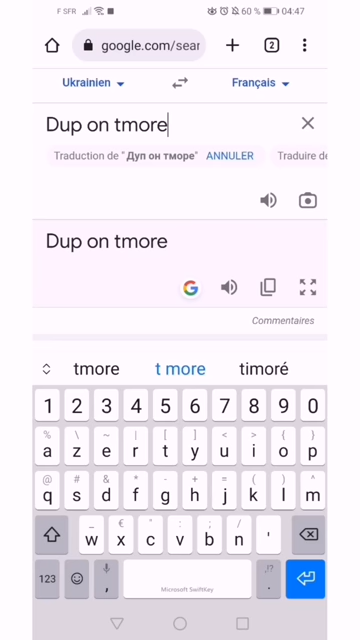 F SFR 60 % 04:47
google.com/sear
2
Ukrainien Français
Dup on tmore
Traduction de "Дуп он тморе" ANNULER Traduire de
Dup on tmore
Commentaires
tmore t more timoré
1 2 3 4 5 6 7 8 9 0
% \ ~ | [ ] < > { }
a z e r t y u i o p
@ # & * - + = ( ) ^
q s d f g h j k l m
_ € " : ; / 
w x c v b n '
123 , !? .
Microsoft SwiftKey